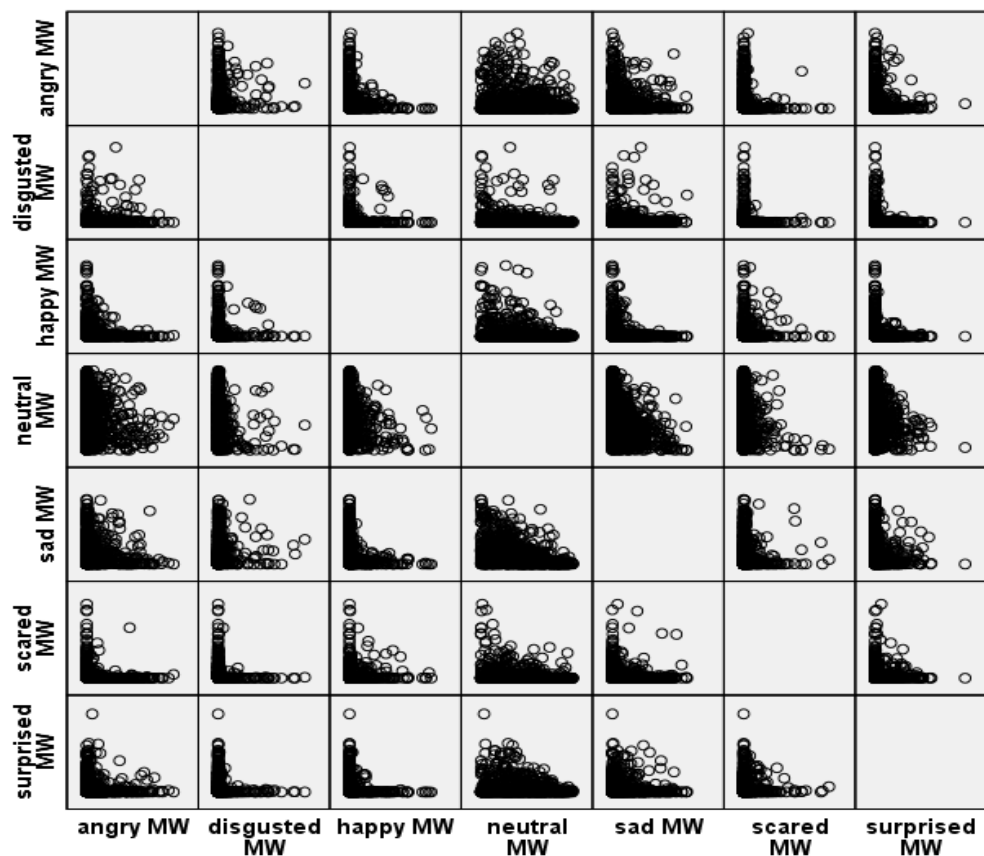 angry MW
disgusted
MW
happy MW
neutral
MW
sad MW
scared
MW
surprised
MW
angry MW
disgusted
MW
happy MW
neutral
MW
sad MW
scared
MW
surprised
MW